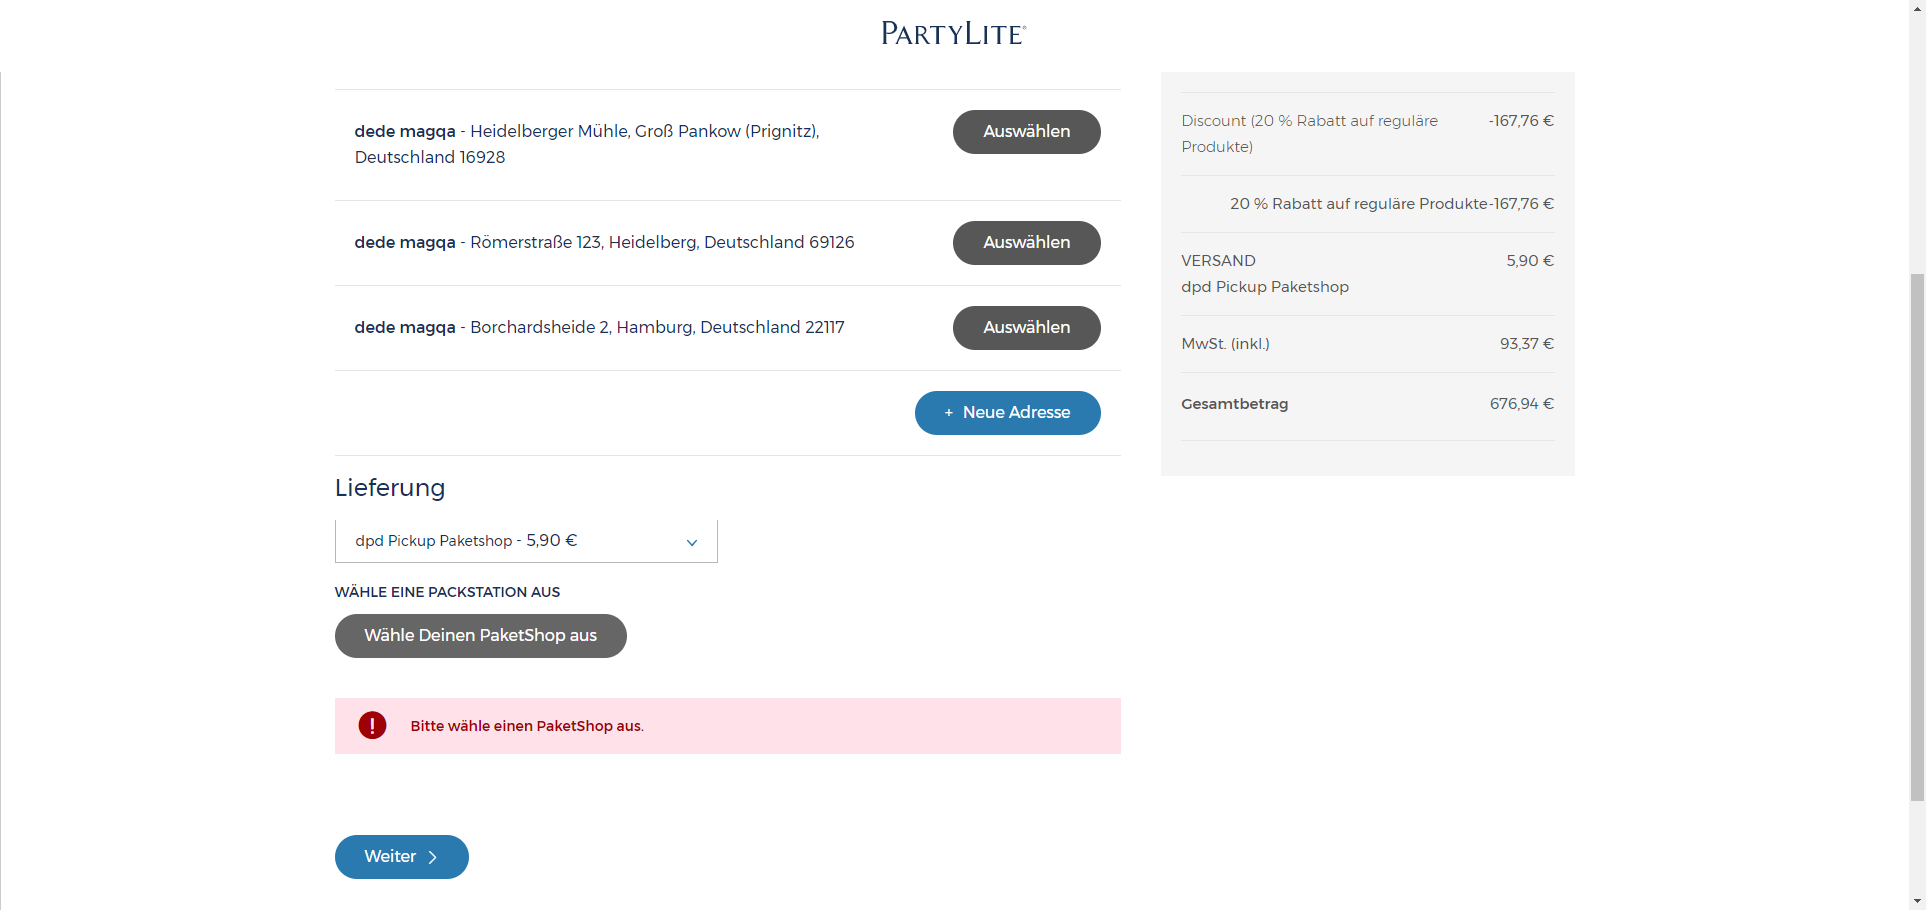 PARTYLITE®
dede magqa - Heidelberger Mühle, Groß Pankow (Prignitz),
Deutschland 16928
Auswählen
dede magqa - Römerstraße 123, Heidelberg, Deutschland 69126
Auswählen
dede magqa - Borchardsheide 2, Hamburg, Deutschland 22117
Auswählen
+ Neue Adresse
Lieferung
dpd Pickup Paketshop - 5,90 €
WÄHLE EINE PACKSTATION AUS
Wähle Deinen PaketShop aus
! Bitte wähle einen PaketShop aus.
Weiter
Discount (20 % Rabatt auf reguläre -167,76 €
Produkte)
20 % Rabatt auf reguläre Produkte-167,76 €
VERSAND 5,90 €
dpd Pickup Paketshop
MwSt. (inkl.) 93,37 €
Gesamtbetrag 676,94 €